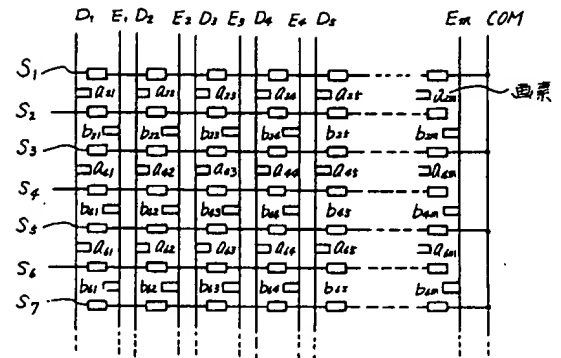 D1 E1 D2 E2 D3 E3 D4 E4 D5 Em COM
S1
a21 a22 a23 a24 a25 a2m 画素
S2
b21 b22 b23 b24 b25 b2m
S3
a41 a42 a43 a44 a45 a4m
S4
b41 b42 b43 b44 b45 b4m
S5
a61 a62 a63 a64 a65 a6m
S6
b61 b62 b63 b64 b65 b6m
S7